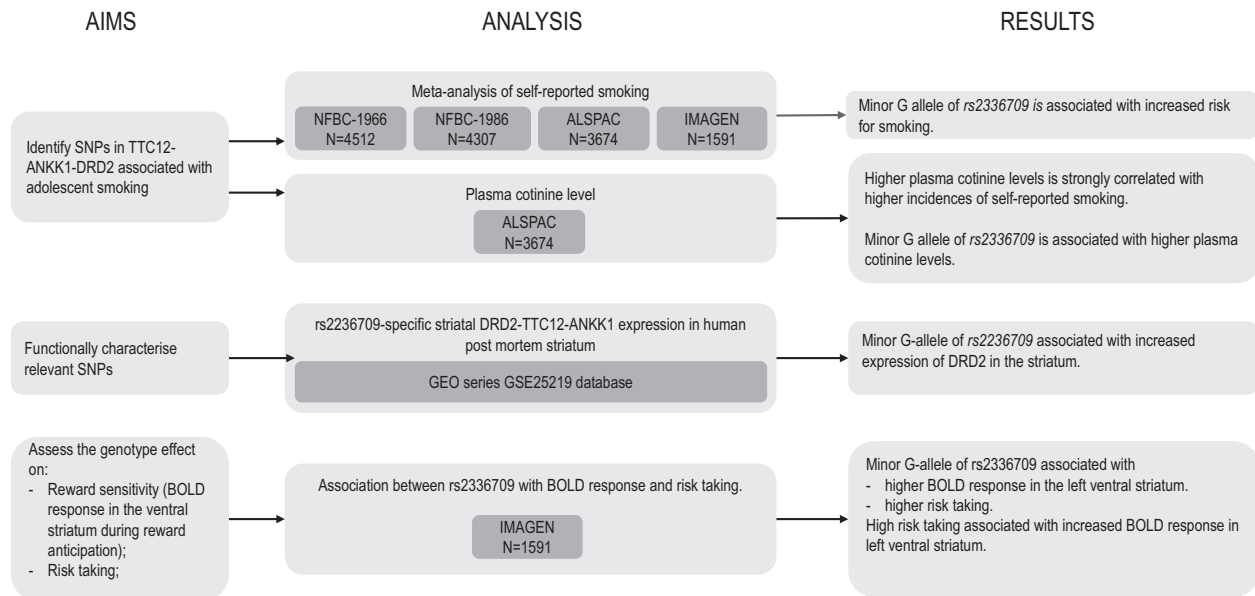 AIMS
ANALYSIS
RESULTS
Identify SNPs in TTC12-
ANKK1-DRD2 associated with
adolescent smoking
Meta-analysis of self-reported smoking
NFBC-1966
N=4512
NFBC-1986
N=4307
ALSPAC
N=3674
IMAGEN
N=1591
Minor G allele of rs2336709 is associated with increased risk
for smoking.
Plasma cotinine level
ALSPAC
N=3674
Higher plasma cotinine levels is strongly correlated with
higher incidences of self-reported smoking.
Minor G allele of rs2336709 is associated with higher plasma
cotinine levels.
Functionally characterise
relevant SNPs
rs2236709-specific striatal DRD2-TTC12-ANKK1 expression in human
post mortem striatum
GEO series GSE25219 database
Minor G-allele of rs2236709 associated with increased
expression of DRD2 in the striatum.
Assess the genotype effect
on:
- Reward sensitivity (BOLD
response in the ventral
striatum during reward
anticipation);
- Risk taking;
Association between rs2336709 with BOLD response and risk taking.
IMAGEN
N=1591
Minor G-allele of rs2336709 associated with
- higher BOLD response in the left ventral striatum.
- higher risk taking.
High risk taking associated with increased BOLD response in
left ventral striatum.